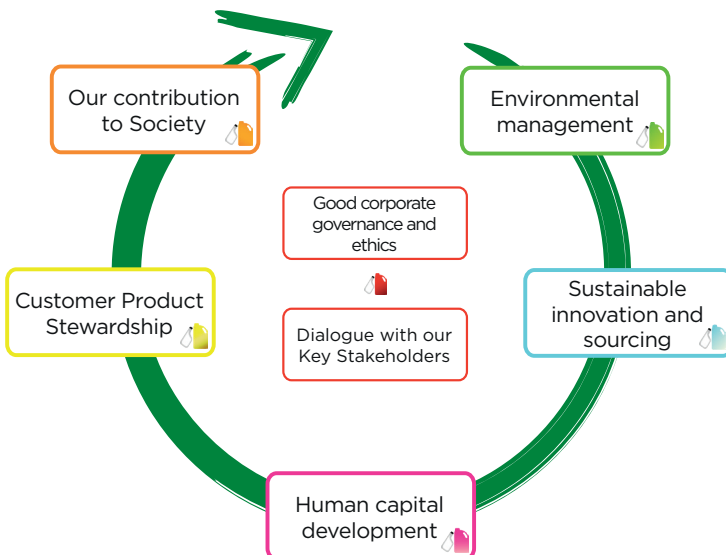 Our contribution
to Society
Environmental
management
Good corporate
governance and
ethics
Customer Product
Stewardship
Sustainable
innovation and
sourcing
Dialogue with our
Key Stakeholders
Human capital
development